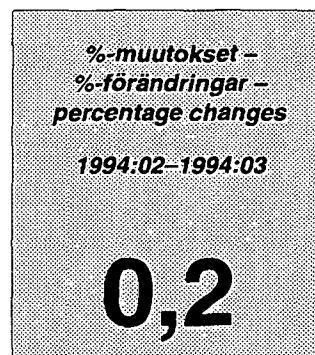 %-muutokset –
%-förändringar –
percentage changes
1994:02–1994:03
0,2